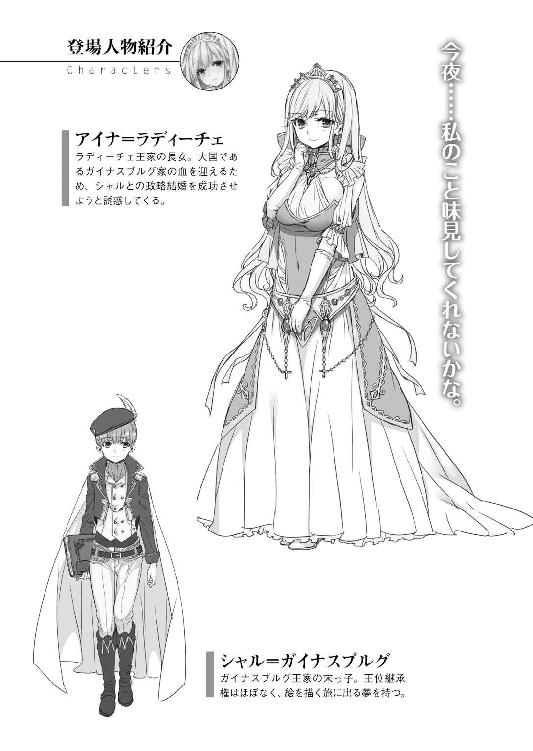 登場人物紹介
Characters
アイナ=ラディーチェ
ラディーチェ王家の長女。大国であ
るガイナスブルグ家の血を迎えるた
め、シャルとの政略結婚を成功させ
ようと誘惑してくる。
今夜……私のこと味見してくれないかな。
シャル=ガイナスブルグ
ガイナスブルグ王家の末っ子。王位継承
権はほぼなく、絵を描く旅に出る夢を持つ。